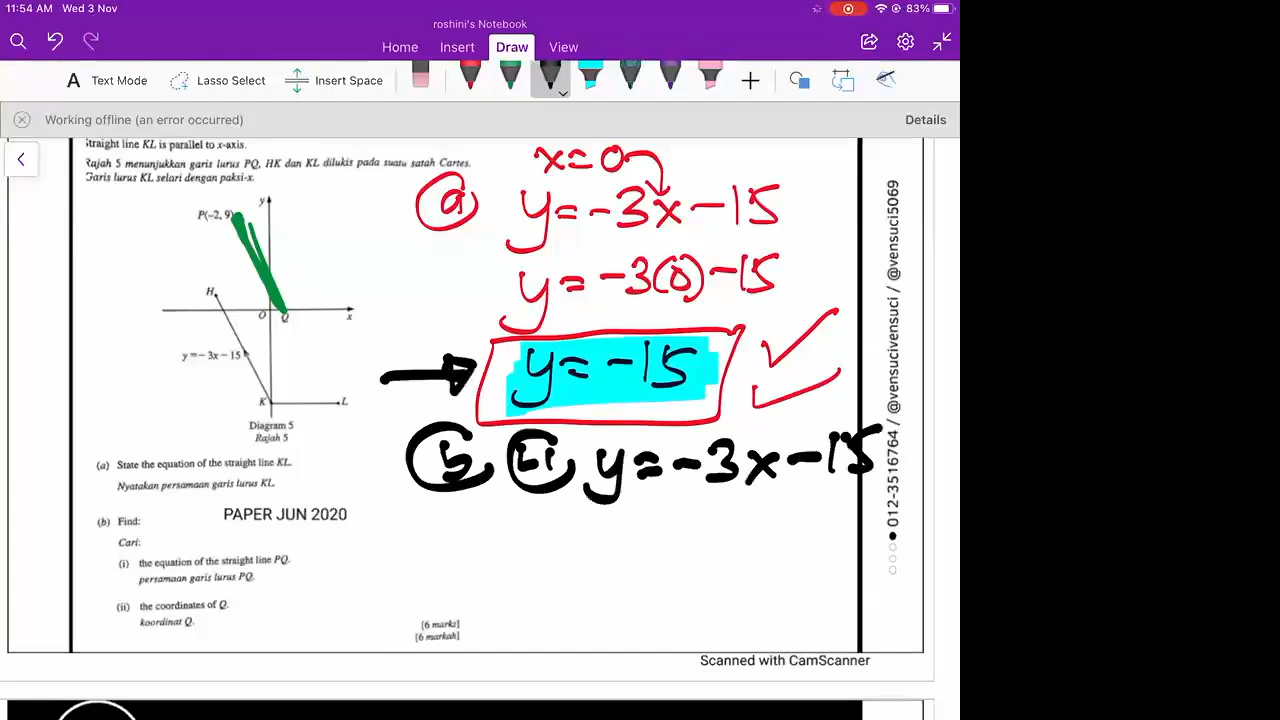 11:54 AM Wed 3 Nov
83%
roshini's Notebook
Home Insert Draw View
A Text Mode Lasso Select Insert Space
Working offline (an error occurred) Details
Straight line KL is parallel to x-axis.
Rajah 5 menunjukkan garis lurus PQ, HK dan KL dilukis pada suatu satah Cartes.
Garis lurus KL selari dengan paksi-x.
y
P(-2, 9)
H
O Q x
y = -3x - 15
K L
Diagram 5
Rajah 5
(a) State the equation of the straight line KL.
Nyatakan persamaan garis lurus KL.
PAPER JUN 2020
(b) Find:
Cari:
(i) the equation of the straight line PQ.
persamaan garis lurus PQ.
(ii) the coordinates of Q.
koordinat Q.
[6 marks]
[6 markah]
x=0
a y=-3x-15
y=-3(0)-15
y=-15
b y=-3x-15
012-3516764 / @vensucivensuci / @vensuci5069
Scanned with CamScanner